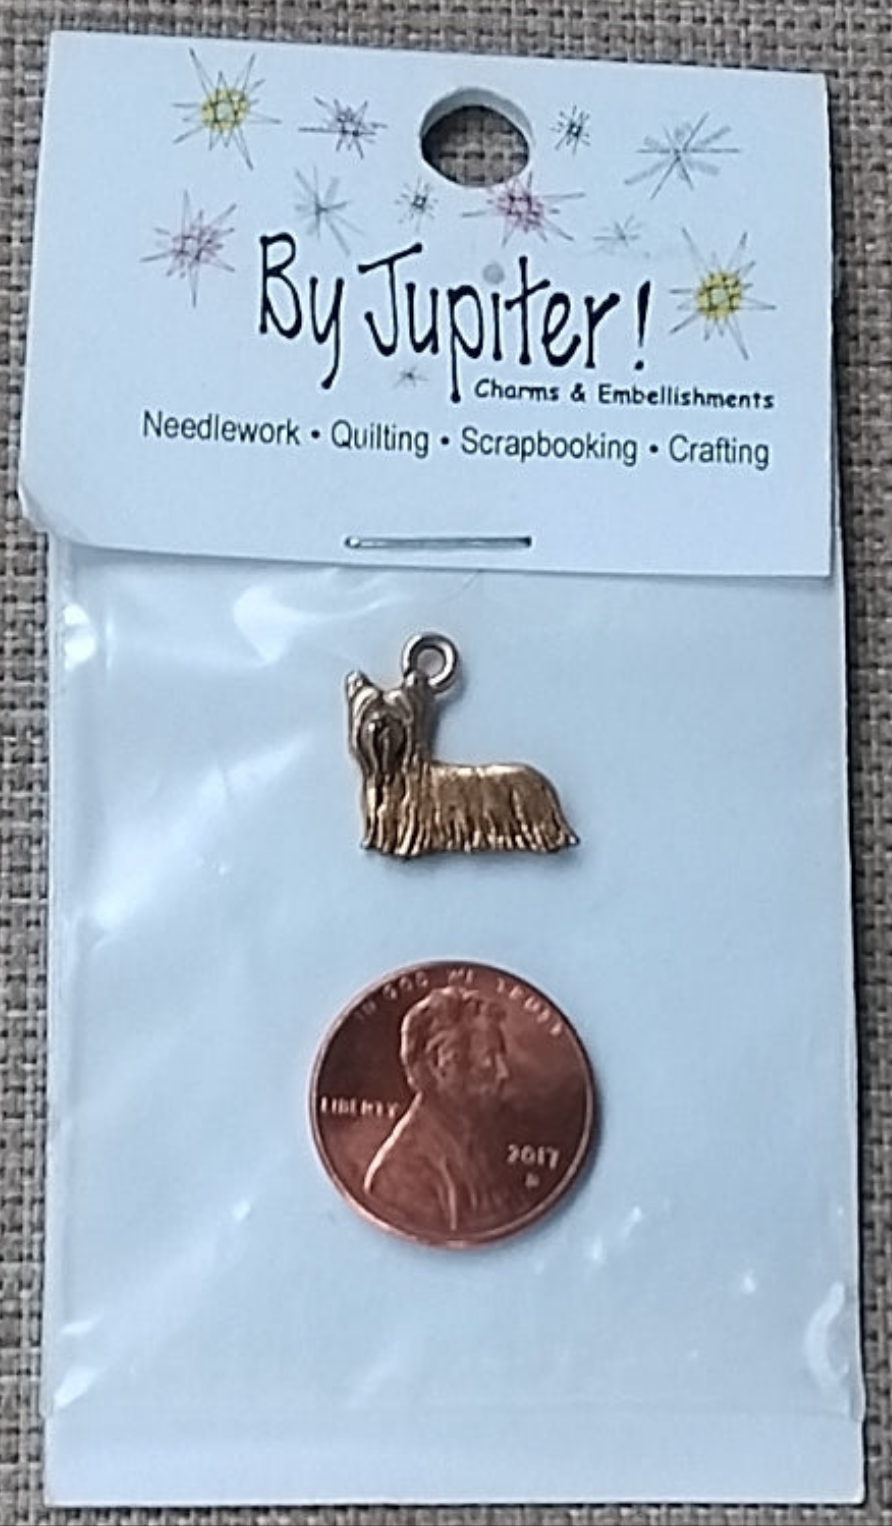 By Jupiter!
Charms & Embellishments
Needlework • Quilting • Scrapbooking • Crafting
IN GOD WE TRUST
LIBERTY
2017
D